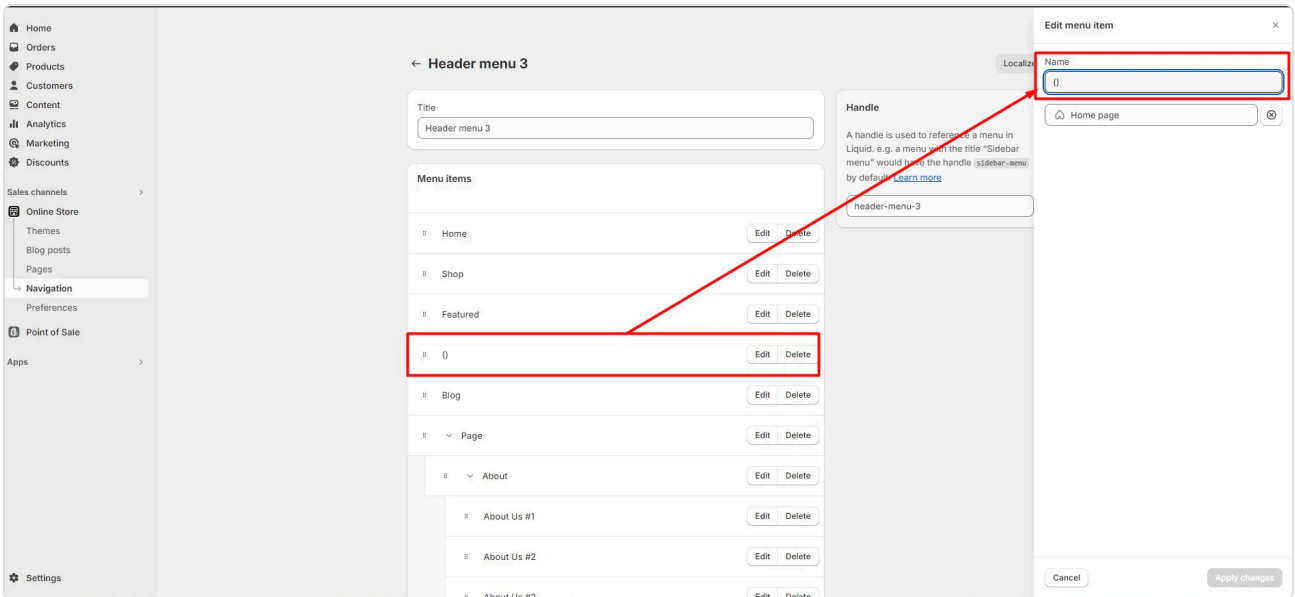 Home
Orders
Products
Customers
Content
Analytics
Marketing
Discounts
Sales channels
Online Store
Themes
Blog posts
Pages
Navigation
Preferences
Point of Sale
Apps
Settings
Header menu 3
Localize
Title
Header menu 3
Menu items
Home Edit Delete
Shop Edit Delete
Featured Edit Delete
() Edit Delete
Blog Edit Delete
Page Edit Delete
About Edit Delete
About Us #1 Edit Delete
About Us #2 Edit Delete
About Us #3 Edit Delete
Handle
A handle is used to reference a menu in
Liquid. e.g. a menu with the title “Sidebar
menu” would have the handle sidebar-menu
by default. Learn more
header-menu-3
Edit menu item
Name
()
Home page
Cancel
Apply changes